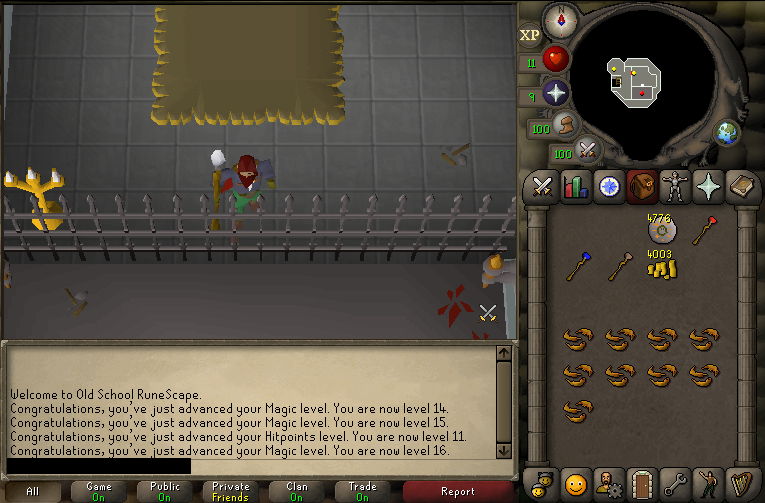 N
XP
11
9
100
100
4776
4003
Welcome to Old School RuneScape.
Congratulations, you've just advanced your Magic level. You are now level 14.
Congratulations, you've just advanced your Magic level. You are now level 15.
Congratulations, you've just advanced your Hitpoints level. You are now level 11.
Congratulations, you've just advanced your Magic level. You are now level 16.
All
Game
On
Public
On
Private
Friends
Clan
On
Trade
On
Report